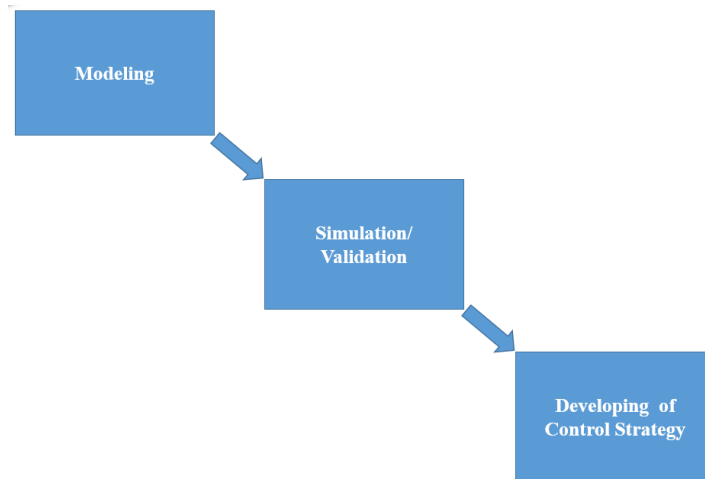 Modeling
Simulation/
Validation
Developing of
Control Strategy